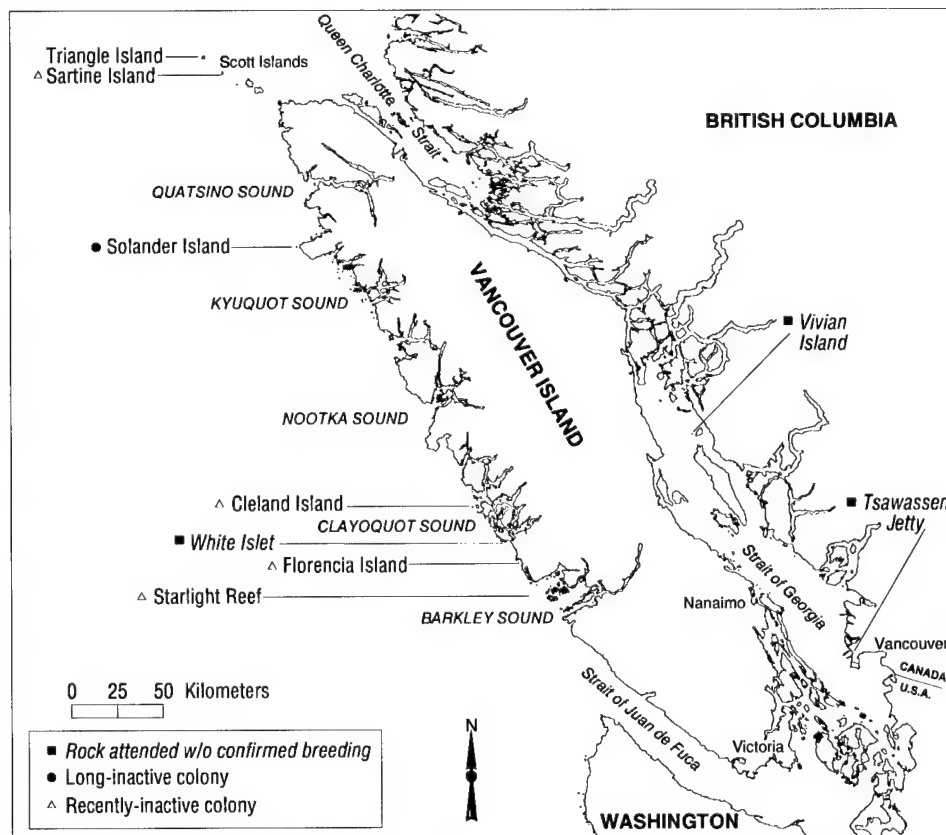 Triangle Island
Scott Islands
△ Sartine Island
Queen Charlotte Strait
BRITISH COLUMBIA
QUATSINO SOUND
● Solander Island
KYUQUOT SOUND
VANCOUVER ISLAND
■ Vivian
Island
NOOTKA SOUND
△ Cleland Island
CLAYOQUOT SOUND
■ White Islet
△ Florencia Island
△ Starlight Reef
BARKLEY SOUND
■ Tsawassen
Jetty
Strait of Georgia
Nanaimo
Vancouver
CANADA
U.S.A.
0 25 50 Kilometers
N
Strait of Juan de Fuca
Victoria
WASHINGTON
■ Rock attended w/o confirmed breeding
● Long-inactive colony
△ Recently-inactive colony